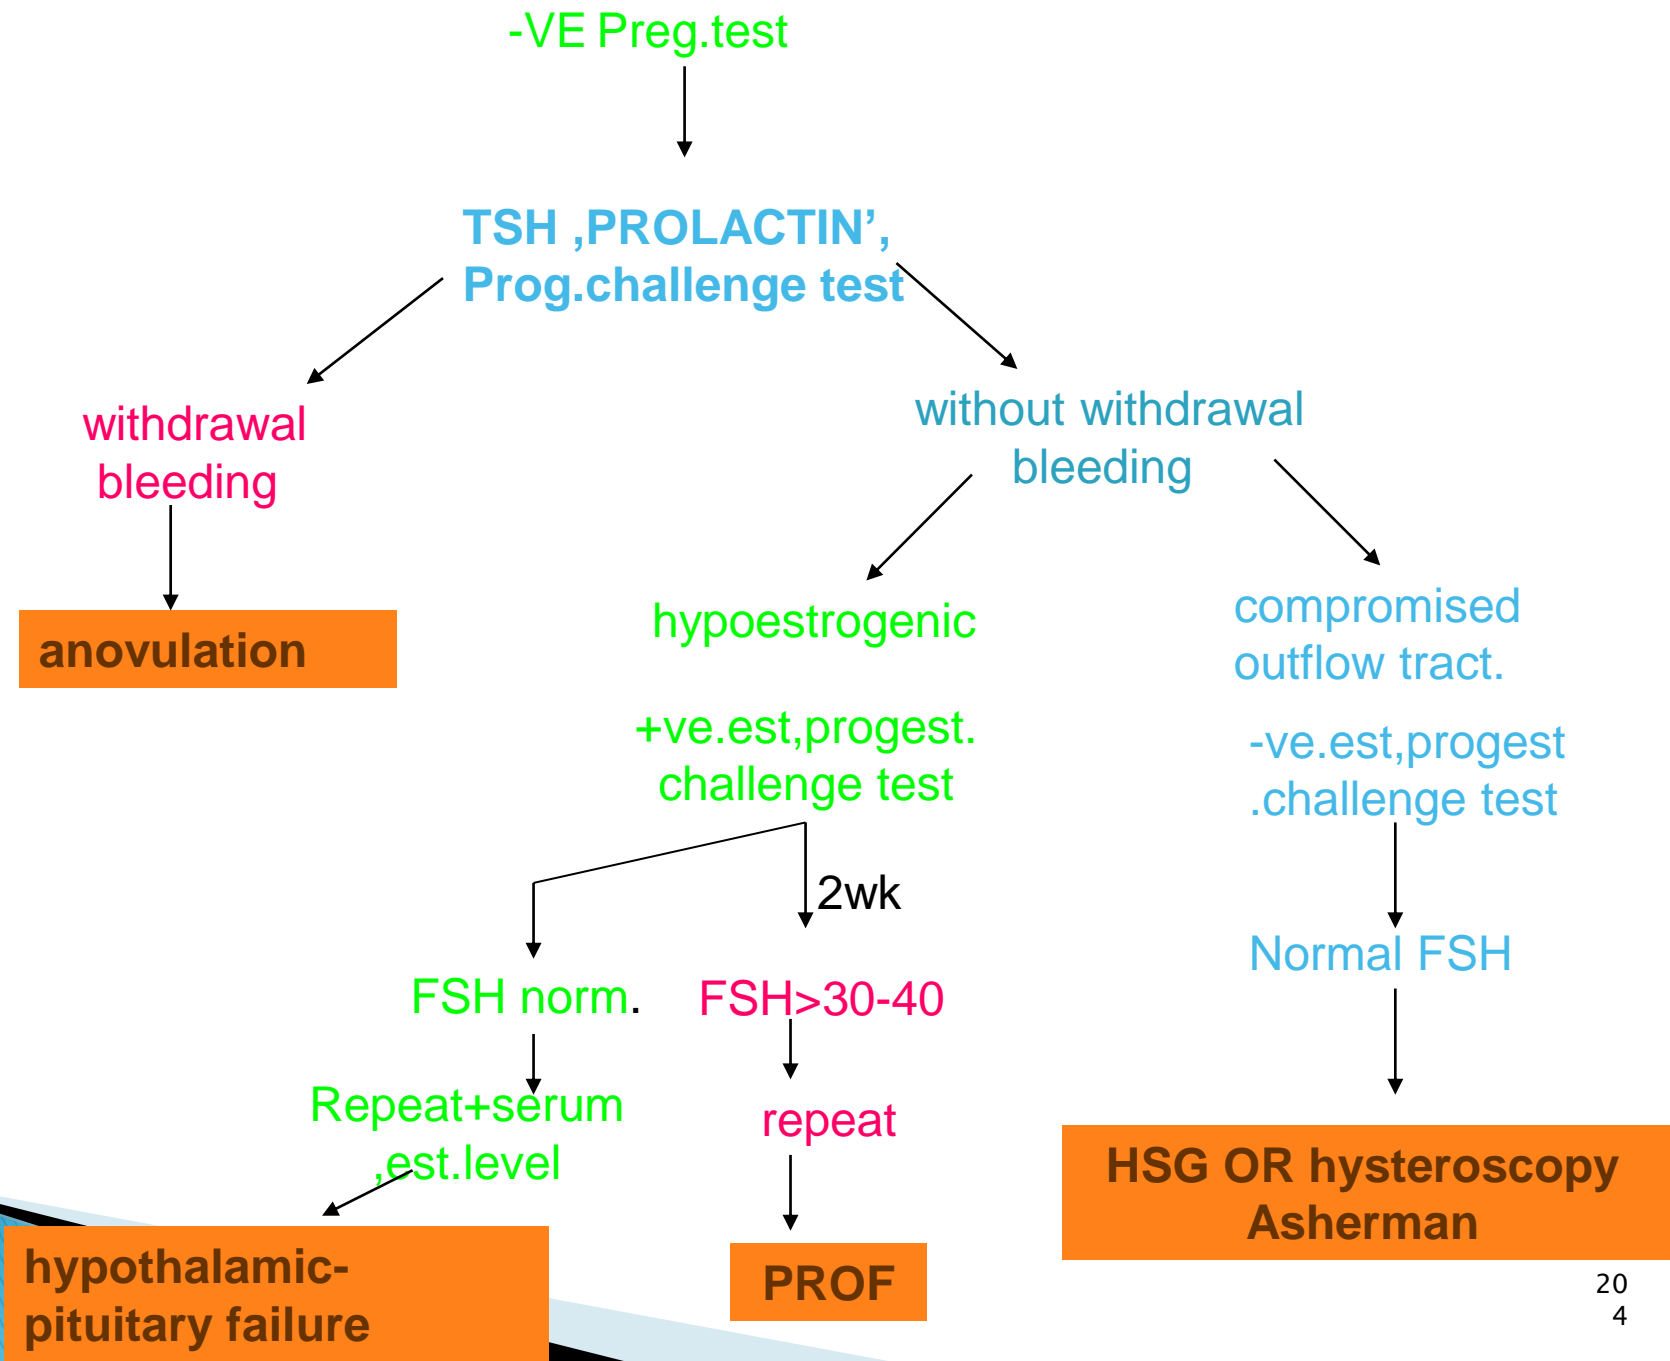 -VE Preg.test
TSH ,PROLACTIN’,
Prog.challenge test
withdrawal
bleeding
without withdrawal
bleeding
anovulation
hypoestrogenic
+ve.est,progest.
challenge test
compromised
outflow tract.
-ve.est,progest
.challenge test
2wk
FSH norm.
FSH>30-40
Normal FSH
Repeat+serum
,est.level
repeat
HSG OR hysteroscopy
Asherman
hypothalamic-
pituitary failure
PROF
20
4